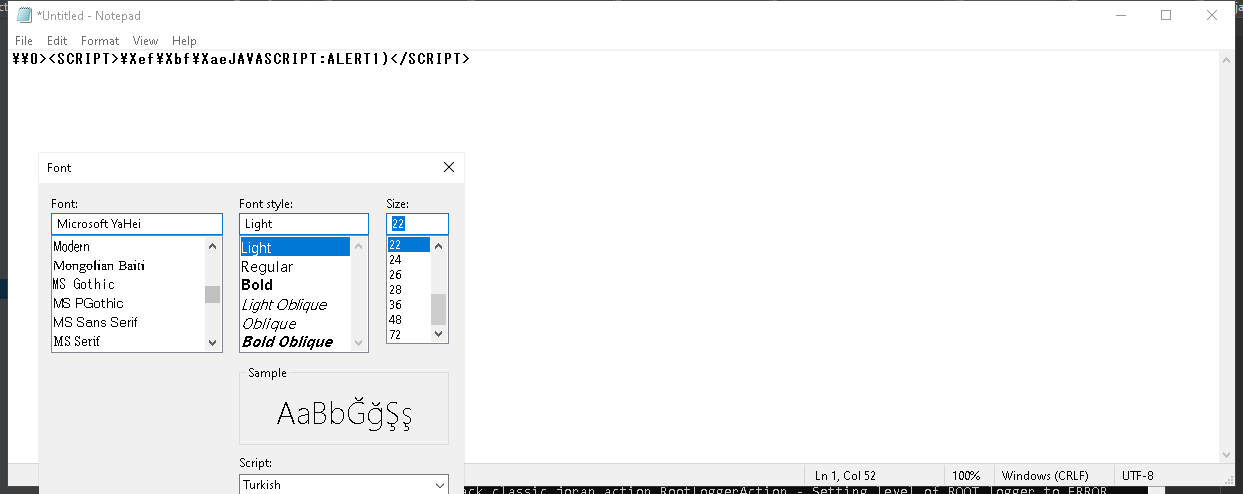 *Untitled - Notepad
File Edit Format View Help
¥¥0><SCRIPT>¥Xef¥Xbf¥XaeJAVASCRIPT:ALERT1)</SCRIPT>
Font
Font: Font style: Size:
Microsoft YaHei Light 22
Modern Light 22
Mongolian Baiti Regular 24
MS Gothic Bold 26
MS PGothic Light Oblique 28
MS Sans Serif Oblique 36
MS Serif Bold Oblique 48
72
Sample
AaBbĞğŞş
Script:
Turkish
Ln 1, Col 52 100% Windows (CRLF) UTF-8
ack.classic.joran.action.RootLoggerAction - Setting level of ROOT logger to ERROR